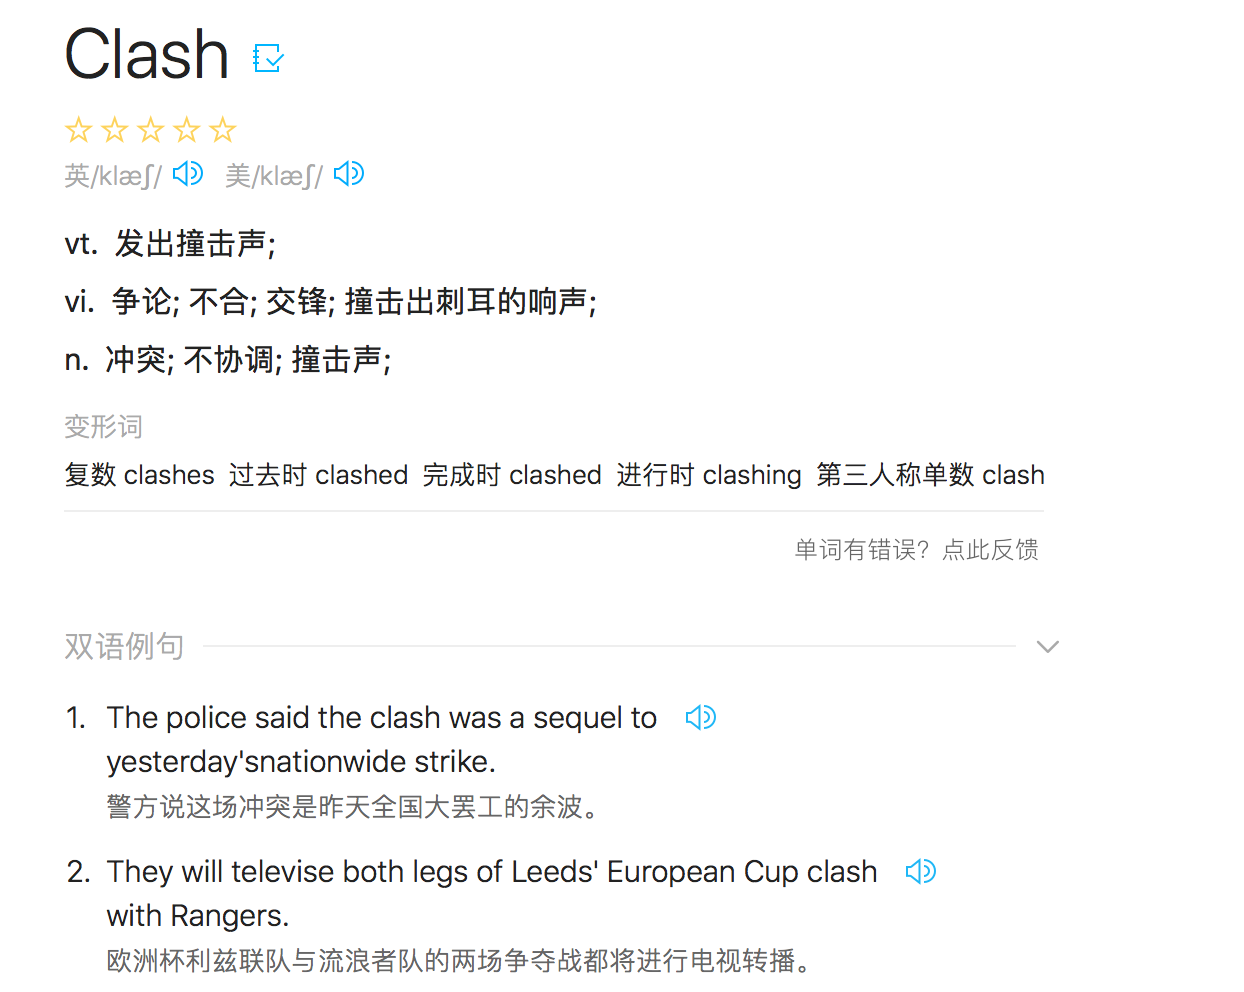 Clash
英/klæʃ/ 美/klæʃ/
vt. 发出撞击声;
vi. 争论; 不合; 交锋; 撞击出刺耳的响声;
n. 冲突; 不协调; 撞击声;
变形词
复数 clashes 过去时 clashed 完成时 clashed 进行时 clashing 第三人称单数 clash
单词有错误? 点此反馈
双语例句
1. The police said the clash was a sequel to
yesterday'snationwide strike.
警方说这场冲突是昨天全国大罢工的余波。
2. They will televise both legs of Leeds' European Cup clash
with Rangers.
欧洲杯利兹联队与流浪者队的两场争夺战都将进行电视转播。